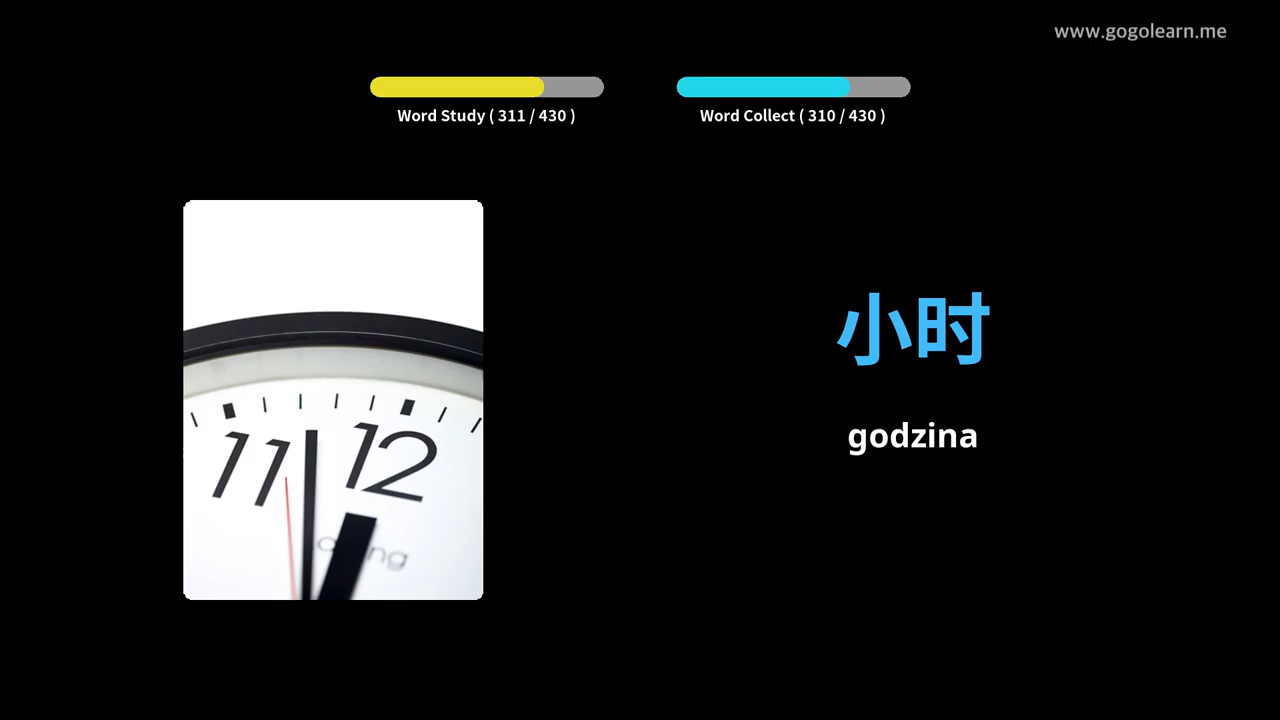 www.gogolearn.me
Word Study ( 311 / 430 )
Word Collect ( 310 / 430 )
11
12
小时
godzina